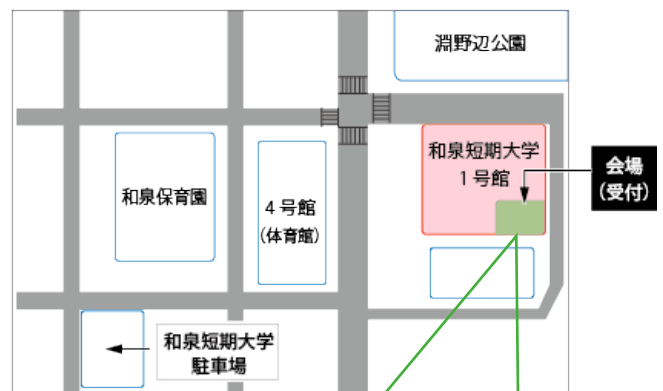 淵野辺公園
和泉短期大学
1号館
会場
(受付)
和泉保育園
4号館
(体育館)
和泉短期大学
駐車場